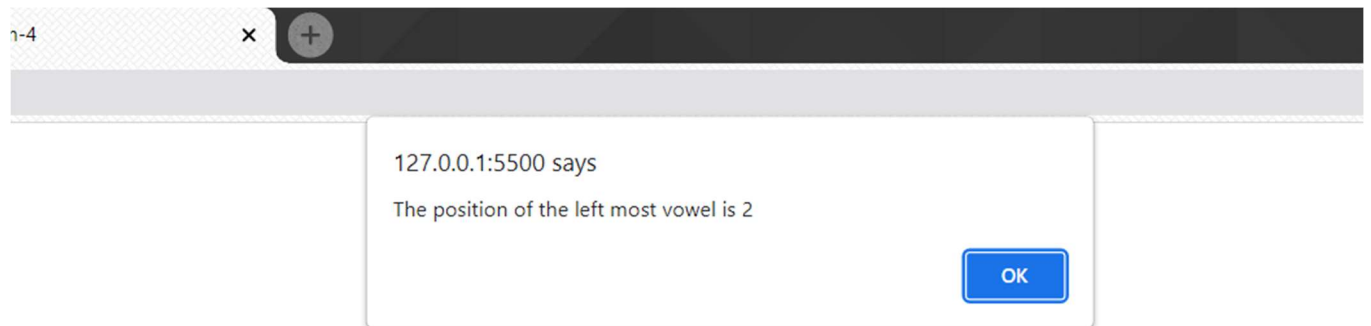 n-4
127.0.0.1:5500 says
The position of the left most vowel is 2
OK